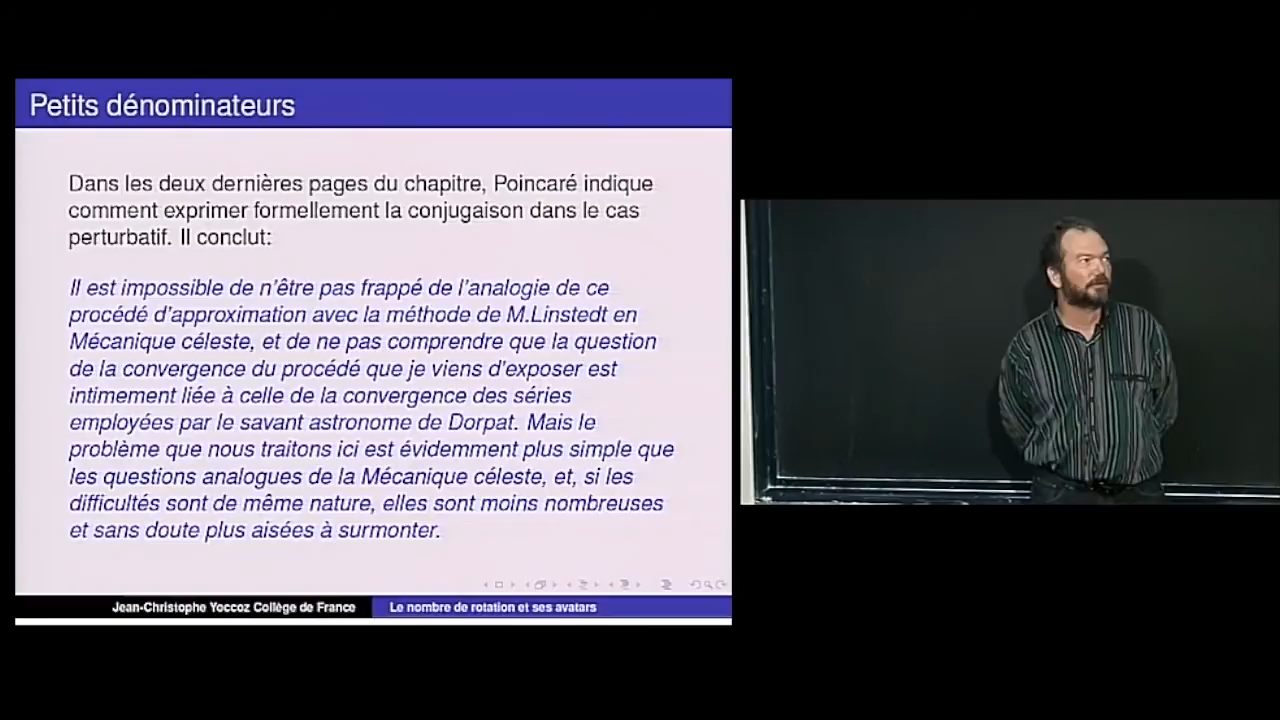 Petits dénominateurs
Dans les deux dernières pages du chapitre, Poincaré indique
comment exprimer formellement la conjugaison dans le cas
perturbatif. Il conclut:
Il est impossible de n'être pas frappé de l'analogie de ce
procédé d'approximation avec la méthode de M.Linstedt en
Mécanique céleste, et de ne pas comprendre que la question
de la convergence du procédé que je viens d'exposer est
intimement liée à celle de la convergence des séries
employées par le savant astronome de Dorpat. Mais le
problème que nous traitons ici est évidemment plus simple que
les questions analogues de la Mécanique céleste, et, si les
difficultés sont de même nature, elles sont moins nombreuses
et sans doute plus aisées à surmonter.
Jean-Christophe Yoccoz Collège de France
Le nombre de rotation et ses avatars